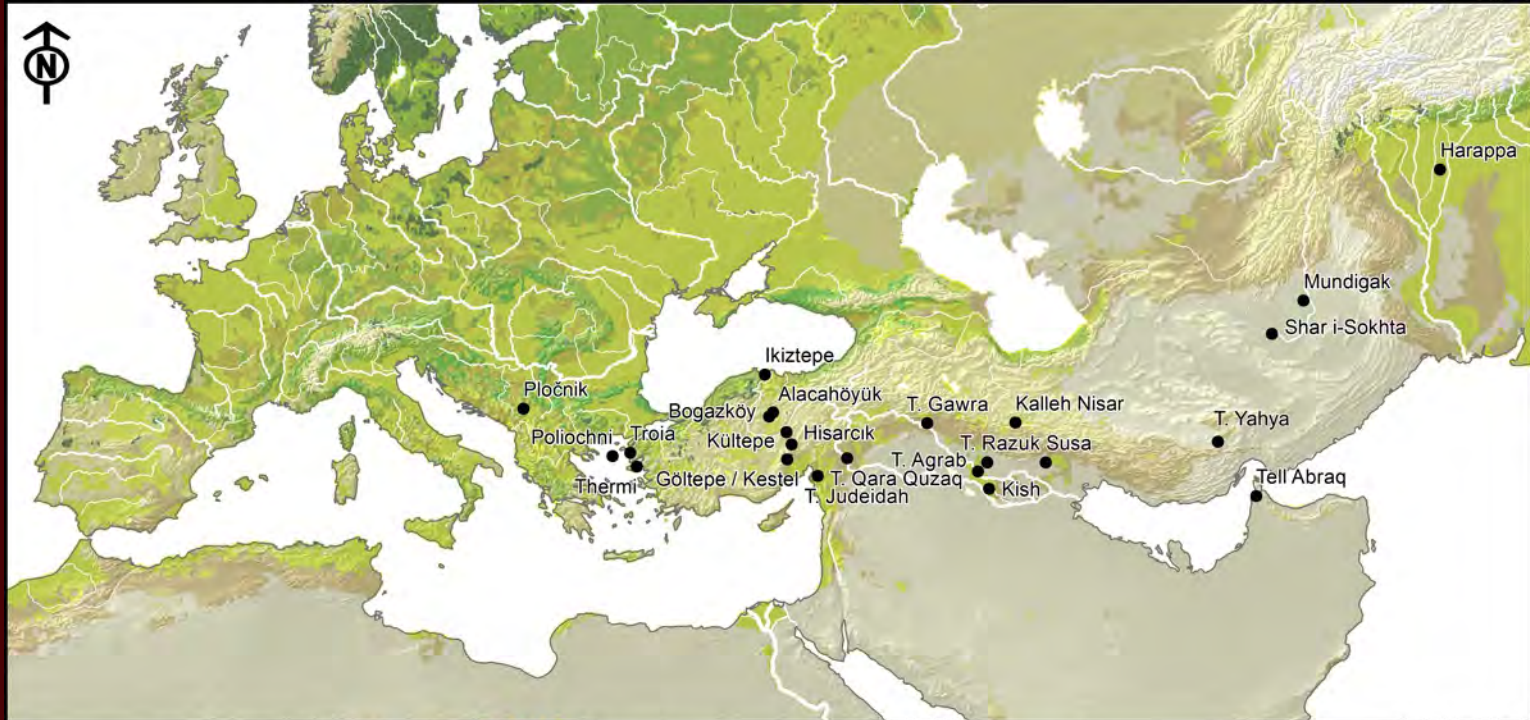 N
Harappa
Mundigak
Shar i-Sokhta
Ikiztepe
Pločnik
Alacahöyük
Bogazköy
T. Gawra
Kalleh Nisar
Poliochni
Troia
Kültepe
Hisarcık
T. Razuk Susa
T. Yahya
T. Agrab
Thermi
Göltepe / Kestel
T. Qara Quzaq
Tell Abraq
T. Judeidah
Kish